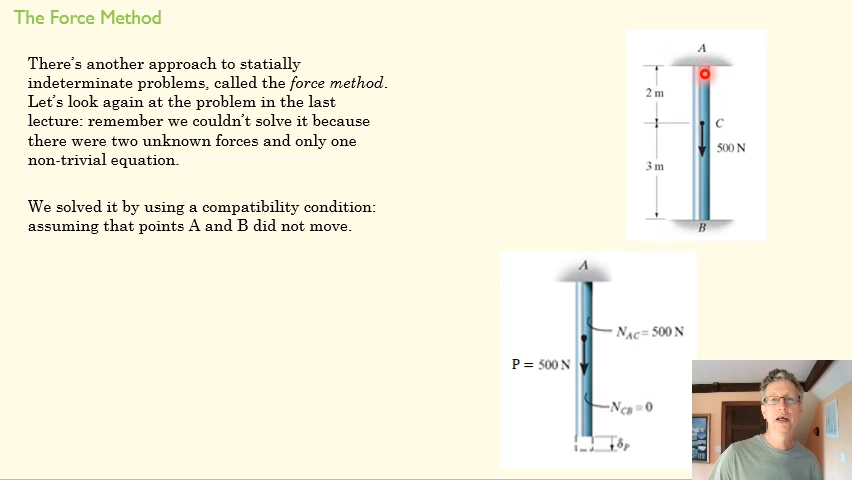 The Force Method
There's another approach to statially
indeterminate problems, called the force method.
Let's look again at the problem in the last
lecture: remember we couldn't solve it because
there were two unknown forces and only one
non-trivial equation.
We solved it by using a compatibility condition:
assuming that points A and B did not move.
A
2 m
C
500 N
3 m
B
A
N_AC = 500 N
P = 500 N
N_CB = 0
δ_P